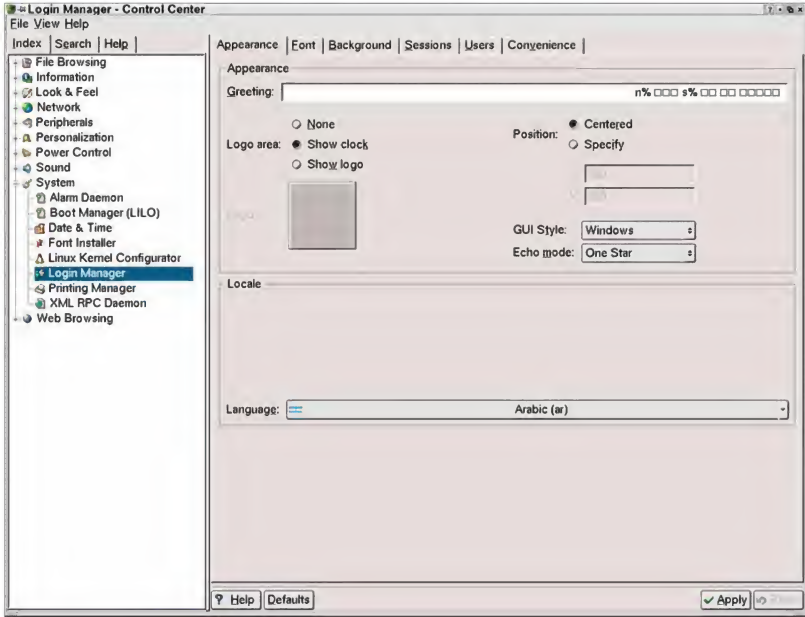 Login Manager - Control Center
File View Help
Index Search Help
File Browsing
Information
Look & Feel
Network
Peripherals
Personalization
Power Control
Sound
System
Alarm Daemon
Boot Manager (LILO)
Date & Time
Font Installer
Linux Kernel Configurator
Login Manager
Printing Manager
XML RPC Daemon
Web Browsing
Appearance Font Background Sessions Users Convenience
Appearance
Greeting: n% □□□ s% □□ □□ □□□□□
Logo area:
None
Show clock
Show logo
Position:
Centered
Specify
GUI Style: Windows
Echo mode: One Star
Locale
Language: Arabic (ar)
? Help Defaults Apply